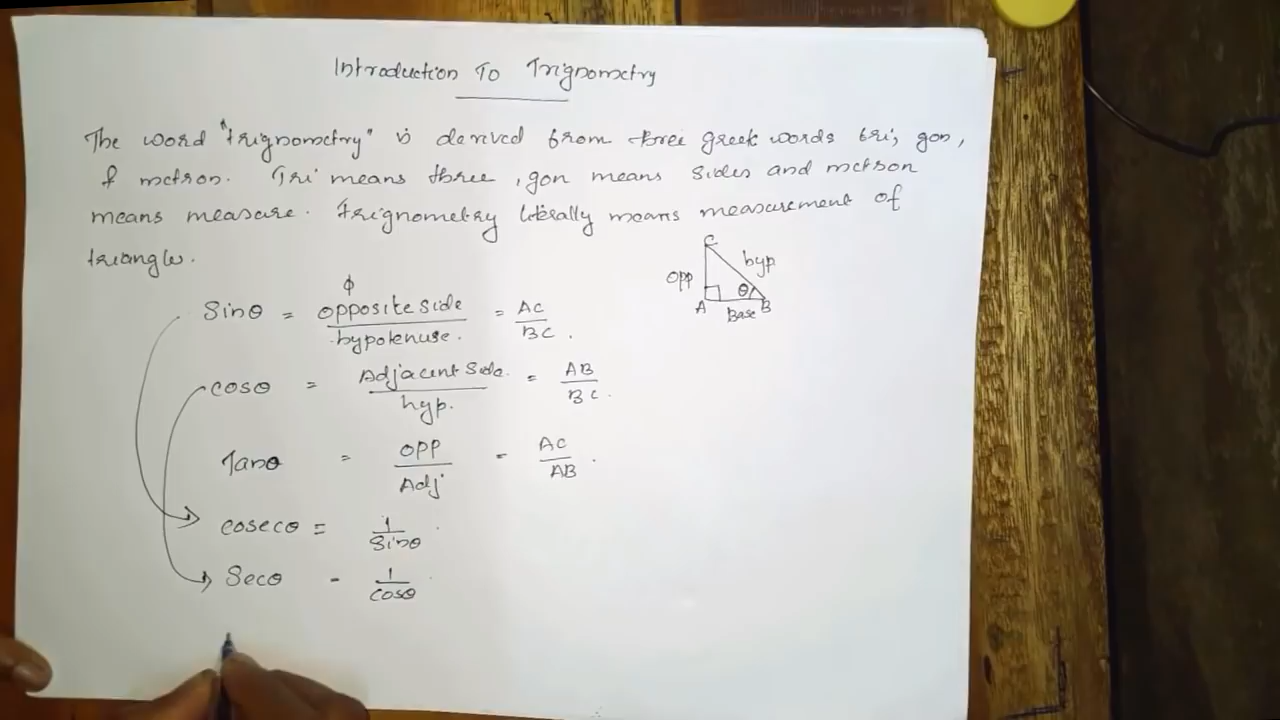 Introduction To Trignometry
The word "trignometry" is derived from three greek words tri, gon,
& metron. Tri means three, gon means sides and metron
means measure. Trignometry literally means measurement of
triangles.
C
opp hyp
θ
A Base B
φ
Sinθ = opposite side / hypotenuse. = AC / BC.
cosθ = Adjacent side. / hyp. = AB / BC.
Tanθ = opp / Adj = AC / AB.
cosecθ = 1 / Sinθ.
Secθ - 1 / cosθ.